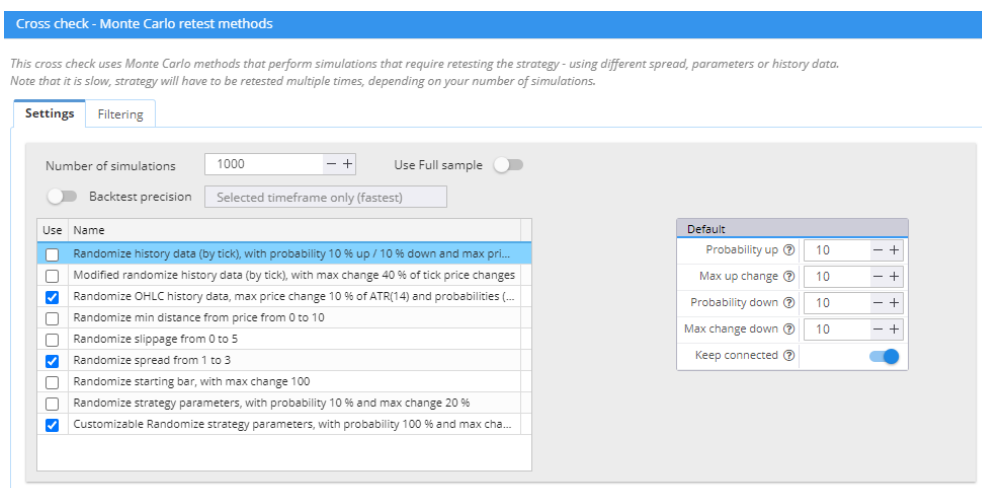 Cross check - Monte Carlo retest methods
This cross check uses Monte Carlo methods that perform simulations that require retesting the strategy - using different spread, parameters or history data.
Note that it is slow, strategy will have to be retested multiple times, depending on your number of simulations.
Settings Filtering
Number of simulations 1000 − + Use Full sample
Backtest precision Selected timeframe only (fastest)
Use Name
Randomize history data (by tick), with probability 10 % up / 10 % down and max pri...
Modified randomize history data (by tick), with max change 40 % of tick price changes
Randomize OHLC history data, max price change 10 % of ATR(14) and probabilities (...
Randomize min distance from price from 0 to 10
Randomize slippage from 0 to 5
Randomize spread from 1 to 3
Randomize starting bar, with max change 100
Randomize strategy parameters, with probability 10 % and max change 20 %
Customizable Randomize strategy parameters, with probability 100 % and max cha...
Default
Probability up ? 10 − +
Max up change ? 10 − +
Probability down ? 10 − +
Max change down ? 10 − +
Keep connected ?